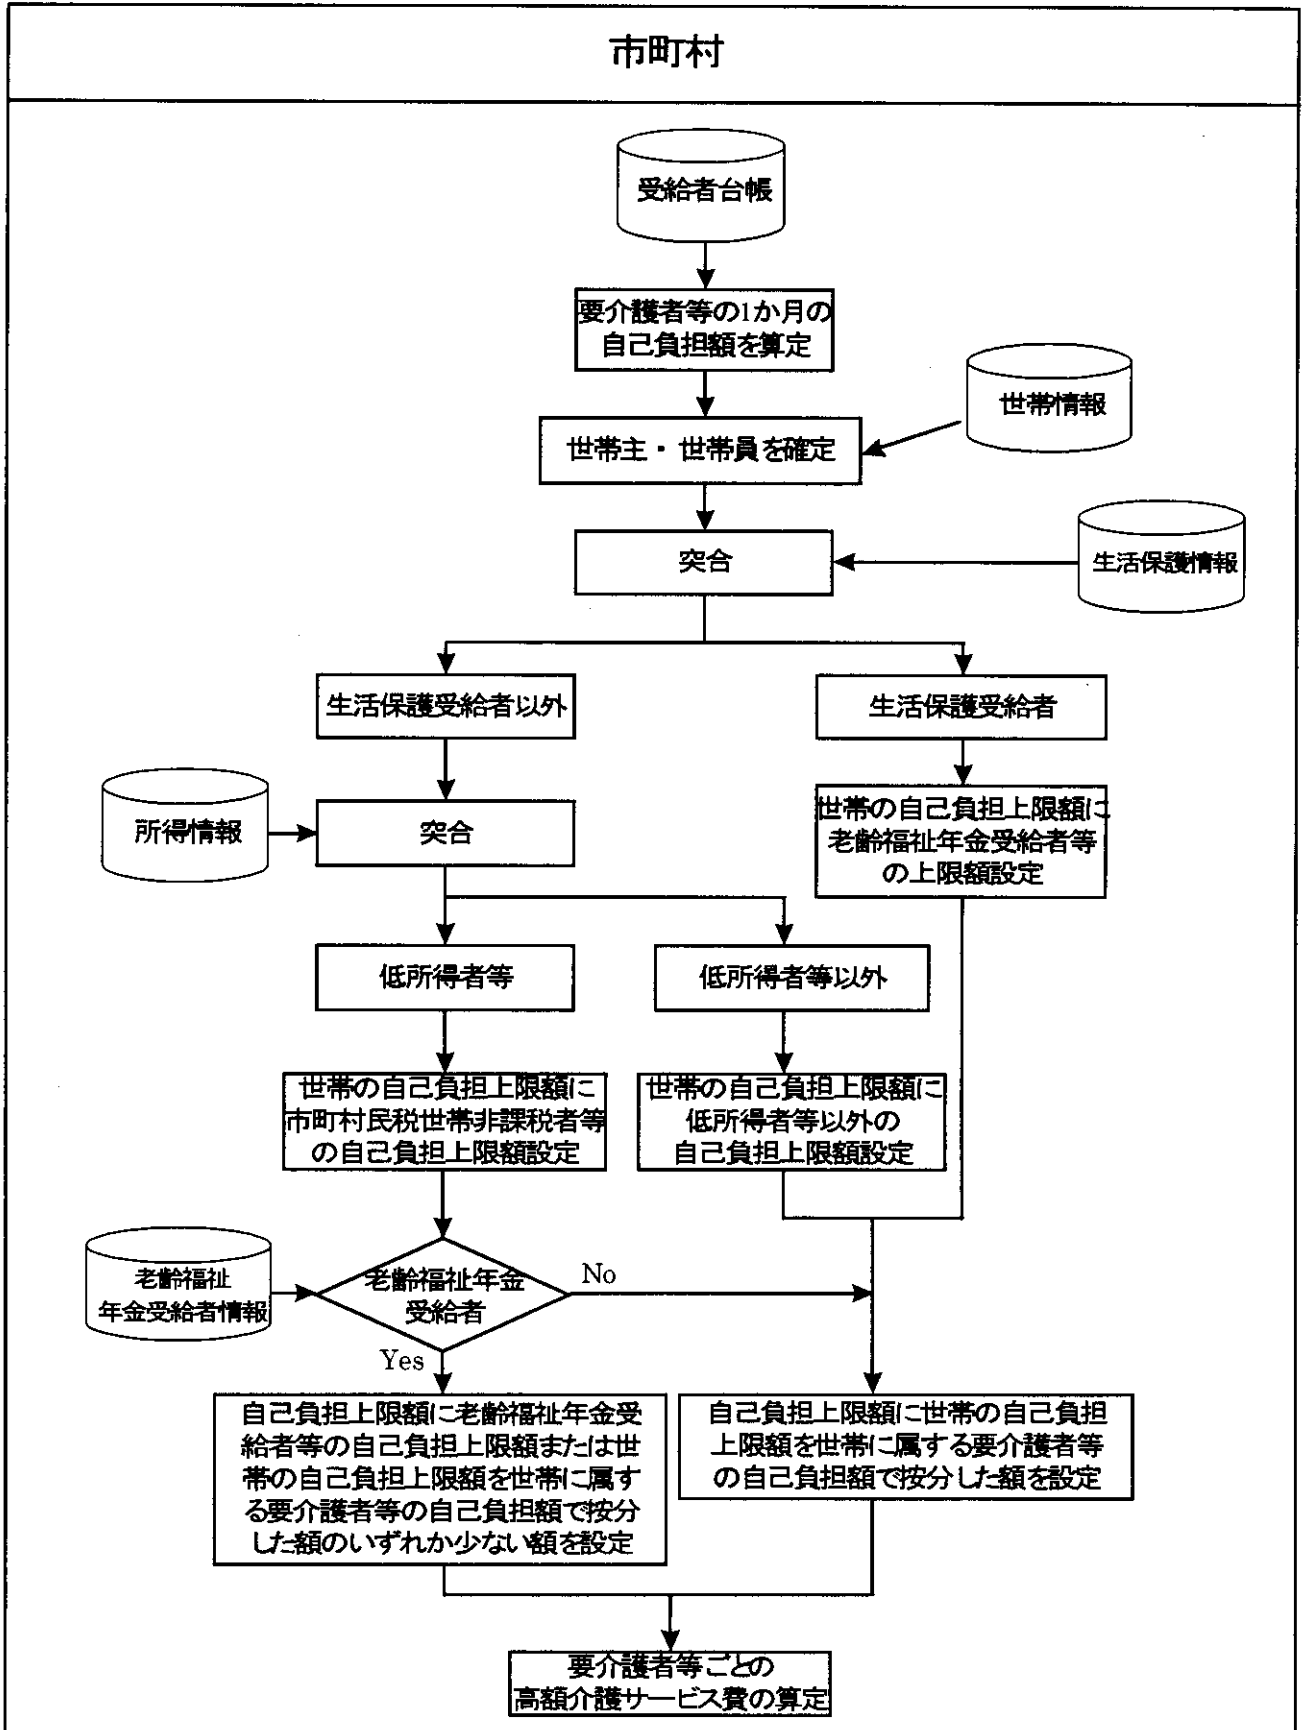 市町村
受給者台帳
要介護者等の1か月の
自己負担額を算定
世帯情報
世帯主・世帯員を確定
突合
生活保護情報
生活保護受給者以外
生活保護受給者
所得情報
突合
世帯の自己負担上限額に
老齢福祉年金受給者等
の上限額設定
低所得者等
低所得者等以外
世帯の自己負担上限額に
市町村民税世帯非課税者等
の自己負担上限額設定
世帯の自己負担上限額に
低所得者等以外の
自己負担上限額設定
老齢福祉
年金受給者情報
老齢福祉年金
受給者
No
Yes
自己負担上限額に老齢福祉年金受
給者等の自己負担上限額または世
帯の自己負担上限額を世帯に属す
る要介護者等の自己負担額で按分
した額のいずれか少ない額を設定
自己負担上限額に世帯の自己負担
上限額を世帯に属する要介護者等
の自己負担額で按分した額を設定
要介護者等ごとの
高額介護サービス費の算定